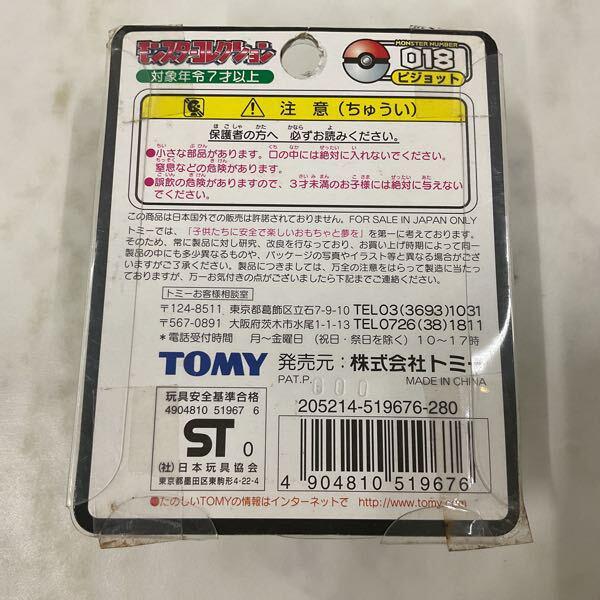 モンスターコレクション
対象年令7才以上
MONSTER NUMBER
018
ピジョット
注意(ちゅうい)
保護者の方へ 必ずお読みください。
●小さな部品があります。口の中には絶対に入れないでください。
窒息などの危険があります。
●誤飲の危険がありますので、3才未満のお子様には絶対に与えない
でください。
この商品は日本国外での販売は許諾されておりません。FOR SALE IN JAPAN ONLY
トミーでは、「子供たちに安全で楽しいおもちゃと夢を」を第一に考えております。
そのため、常に製品に対し研究、改良を行なっており、お買い上げ時期によって同一
製品の中にも多少異なるものや、パッケージの写真やイラスト等と異なる場合がござ
いますがご了承ください。製品につきましては、万全の注意をはらって製造に当たっ
ておりますが、万一お気付きの点がございましたら下記までご連絡ください。
トミーお客様相談室
〒124-8511 東京都葛飾区立石7-9-10 TEL03(3693)1031
〒567-0891 大阪府茨木市水尾1-1-13 TEL0726(38)1811
*電話受付時間 月〜金曜日(祝日・祭日を除く)10〜17時
TOMY 発売元:株式会社トミー
PAT.P. 000 MADE IN CHINA
玩具安全基準合格
4904810 51967 6
ST 0
(社)日本玩具協会
東京都墨田区東駒形4-22-4
205214-519676-280
4 904810 519676
●たのしいTOMYの情報はインターネットで http://www.tomy.com